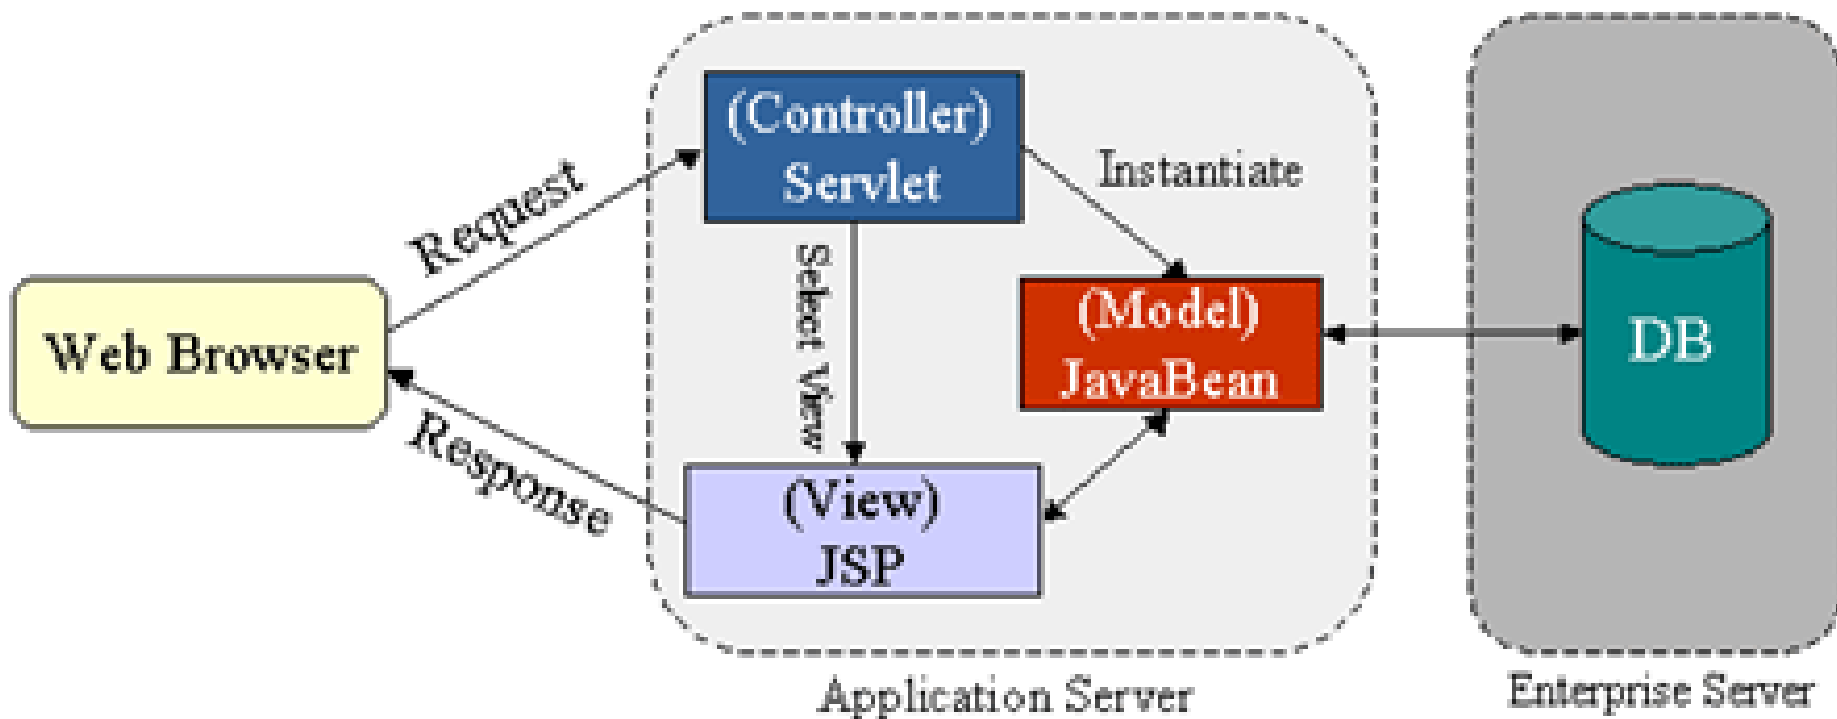 (Controller)
Servlet
Instantiate
Request
Select View
Web Browser
(Model)
JavaBean
DB
Response
(View)
JSP
Application Server
Enterprise Server